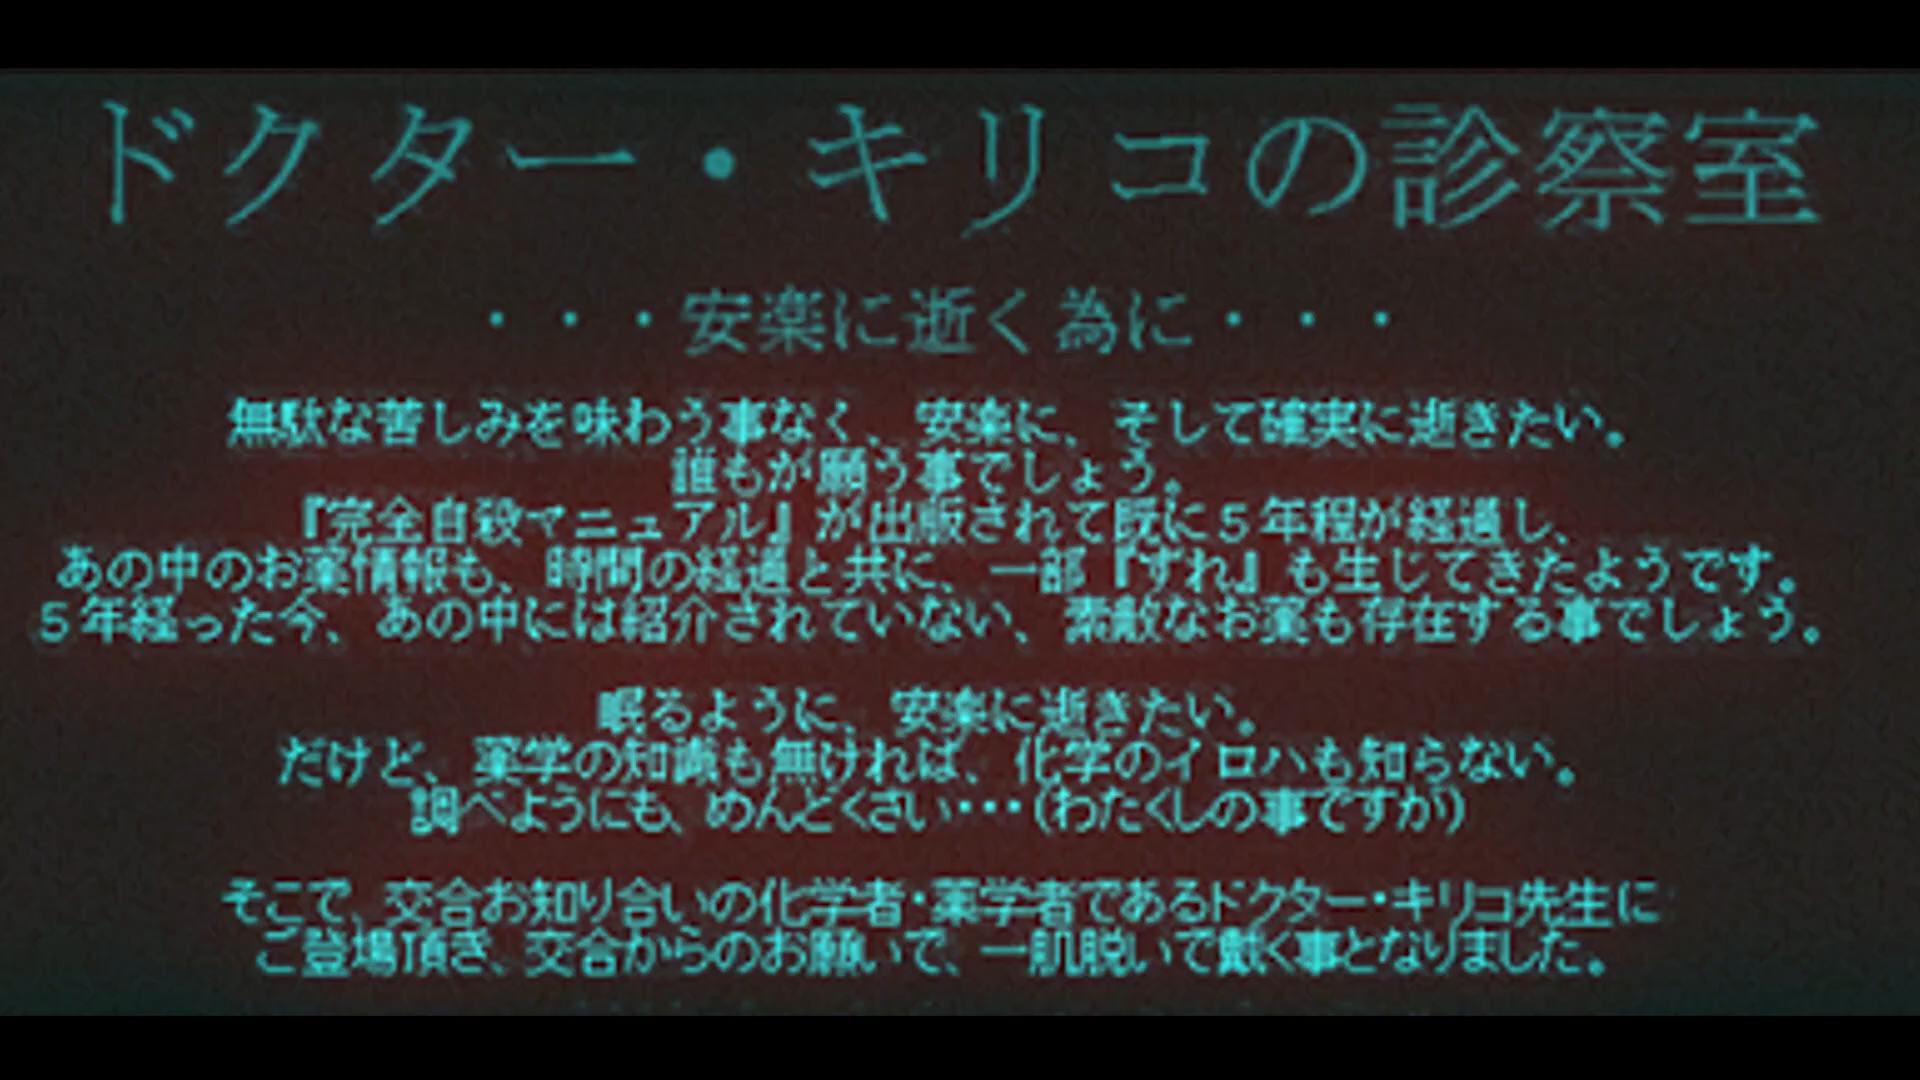 ドクター・キリコの診察室
・・・安楽に逝く為に・・・
無駄な苦しみを味わう事なく、安楽に、そして確実に逝きたい。
誰もが願う事でしょう。
『完全自殺マニュアル』が出版されて既に5年程が経過し、
あの中のお薬情報も、時間の経過と共に、一部『ずれ』も生じてきたようです。
5年経った今、あの中には紹介されていない、素敵なお薬も存在する事でしょう。
眠るように、安楽に逝きたい。
だけど、薬学の知識も無ければ、化学のイロハも知らない。
調べようにも、めんどくさい・・・(わたくしの事ですが)
そこで、交合お知り合いの化学者・薬学者であるドクター・キリコ先生に
ご登場頂き、交合からのお願いで、一肌脱いで戴く事となりました。